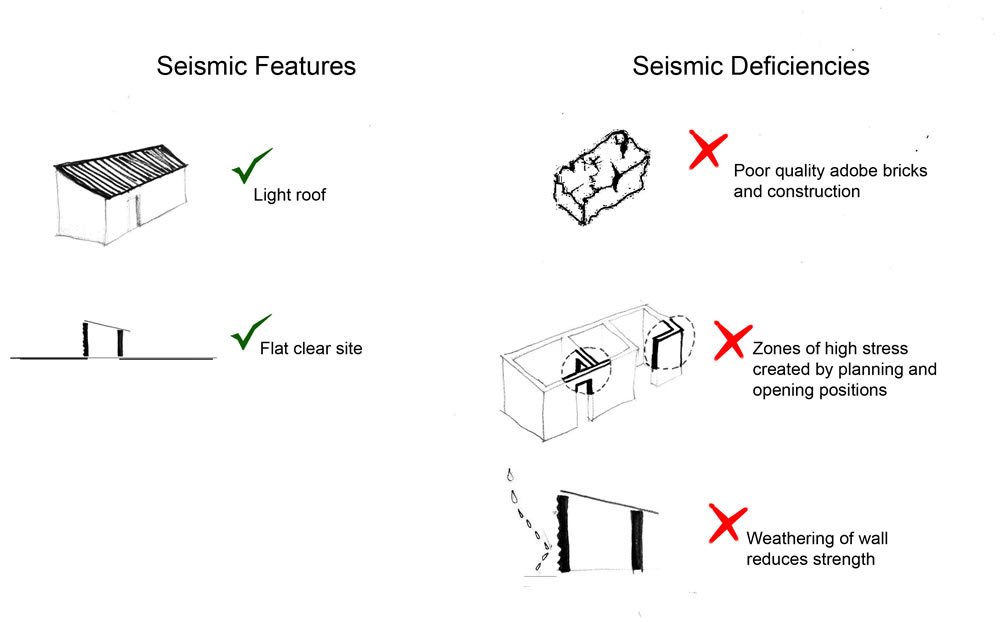 Seismic Features
Seismic Deficiencies
Light roof
Poor quality adobe bricks
and construction
Flat clear site
Zones of high stress
created by planning and
opening positions
Weathering of wall
reduces strength